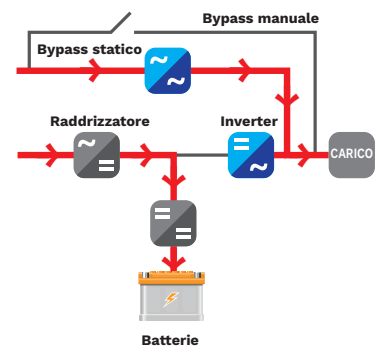 Bypass manuale
Bypass statico
Raddrizzatore
Inverter
CARICO
Batterie